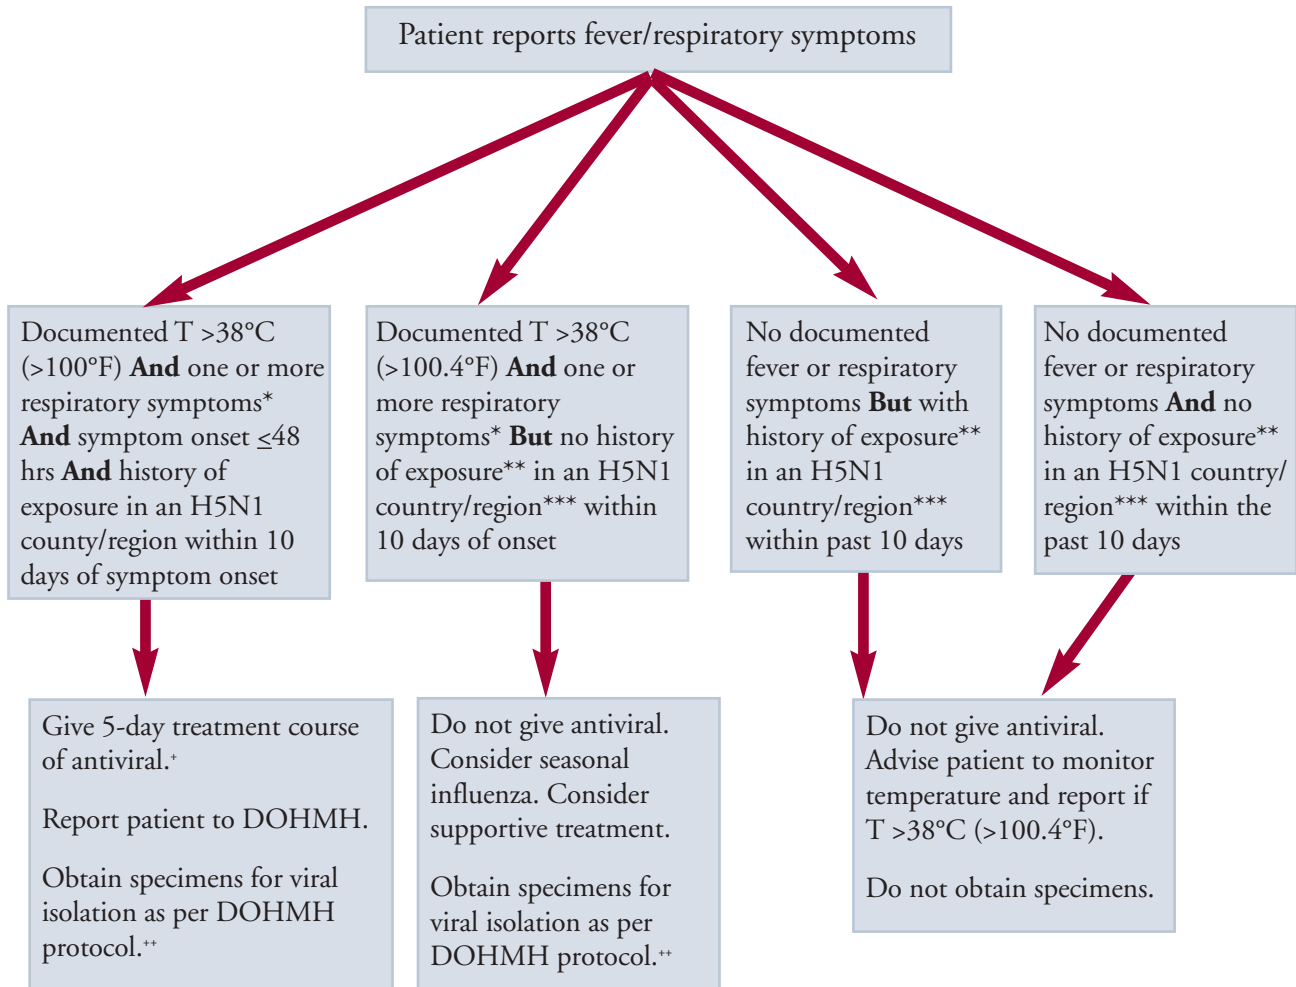 Patient reports fever/respiratory symptoms
Documented T >38°C
(>100°F) And one or more
respiratory symptoms*
And symptom onset ≤48
hrs And history of
exposure in an H5N1
county/region within 10
days of symptom onset
Documented T >38°C
(>100.4°F) And one or
more respiratory
symptoms* But no history
of exposure** in an H5N1
country/region*** within
10 days of onset
No documented
fever or respiratory
symptoms But with
history of exposure**
in an H5N1
country/region***
within past 10 days
No documented
fever or respiratory
symptoms And no
history of exposure**
in an H5N1 country/
region*** within the
past 10 days
Give 5-day treatment course
of antiviral.+
Report patient to DOHMH.
Obtain specimens for viral
isolation as per DOHMH
protocol.++
Do not give antiviral.
Consider seasonal
influenza. Consider
supportive treatment.
Obtain specimens for
viral isolation as per
DOHMH protocol.++
Do not give antiviral.
Advise patient to monitor
temperature and report if
T >38°C (>100.4°F).
Do not obtain specimens.